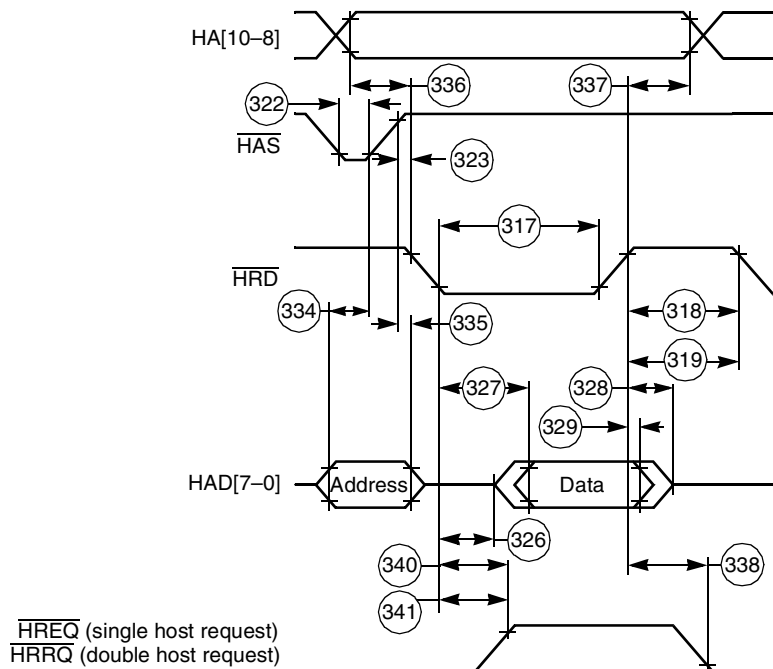 HA[10–8]
336
337
322
HAS
323
317
HRD
334
335
318
319
327
328
329
HAD[7–0]
Address
Data
326
340
338
341
HREQ (single host request)
HRRQ (double host request)